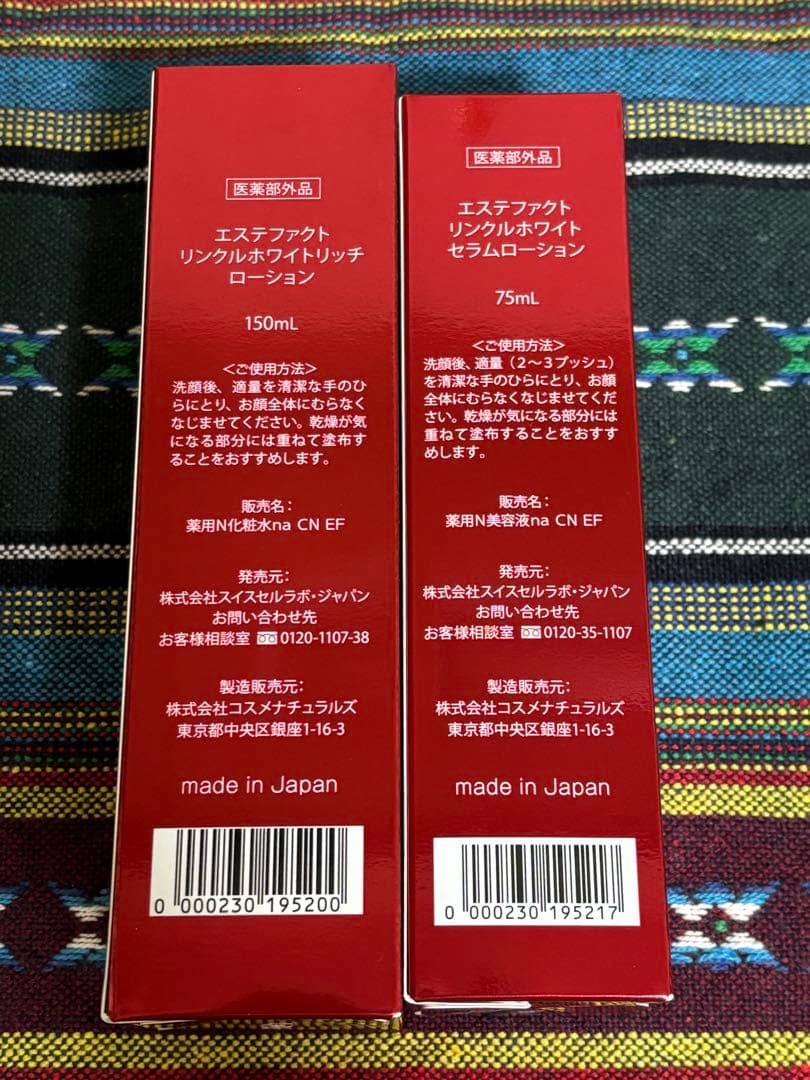 医薬部外品
エステファクト
リンクルホワイトリッチ
ローション
150mL
＜ご使用方法＞
洗顔後、適量を清潔な手のひ
らにとり、お顔全体にむらなく
なじませてください。乾燥が気
になる部分には重ねて塗布す
ることをおすすめします。
販売名：
薬用N化粧水na CN EF
発売元：
株式会社スイスセルラボ・ジャパン
お問い合わせ先
お客様相談室 0120-1107-38
製造販売元：
株式会社コスメナチュラルズ
東京都中央区銀座1-16-3
made in Japan
0 000230 195200
医薬部外品
エステファクト
リンクルホワイト
セラムローション
75mL
＜ご使用方法＞
洗顔後、適量（2～3プッシュ）
を清潔な手のひらにとり、お顔
全体にむらなくなじませてくだ
さい。乾燥が気になる部分には
重ねて塗布することをおすす
めします。
販売名：
薬用N美容液na CN EF
発売元：
株式会社スイスセルラボ・ジャパン
お問い合わせ先
お客様相談室 0120-35-1107
製造販売元：
株式会社コスメナチュラルズ
東京都中央区銀座1-16-3
made in Japan
0 000230 195217